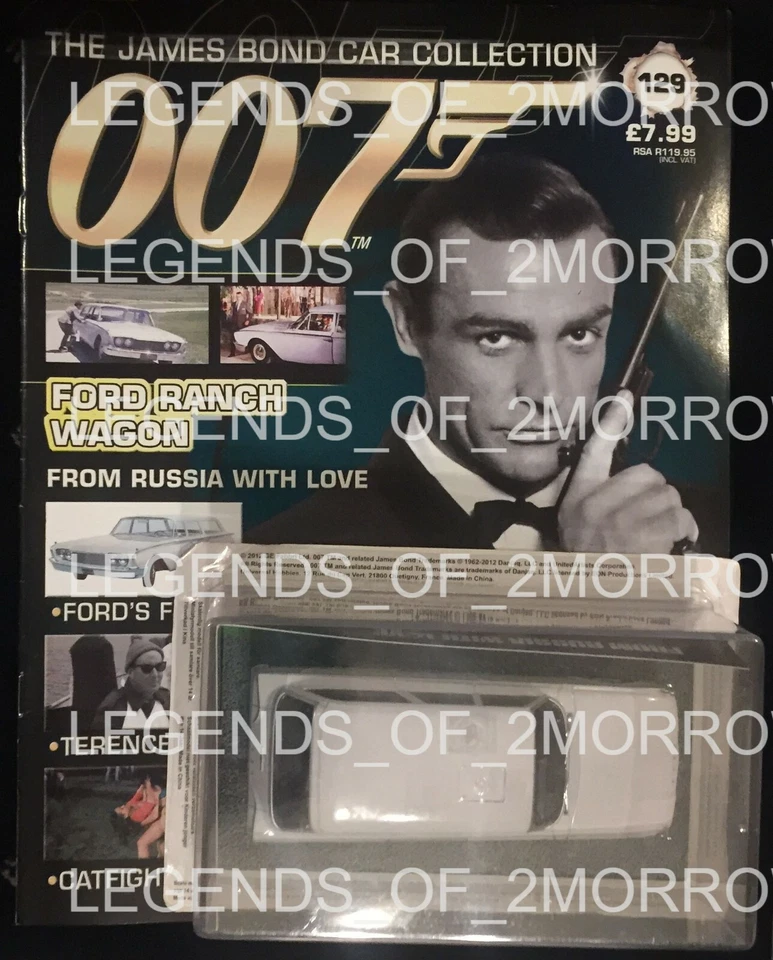 THE JAMES BOND CAR COLLECTION
129
007
TM
£7.99
RSA R119.95
(INCL. VAT)
LEGENDS_OF_2MORROW
LEGENDS_OF_2MORROW
FORD RANCH
WAGON
LEGENDS_OF_2MORROW
FROM RUSSIA WITH LOVE
LEGENDS_OF_2MORROW
•FORD'S F
•TERENCE
LEGENDS_OF_2MORROW
•CATFIGHT
LEGENDS_OF_2MORROW